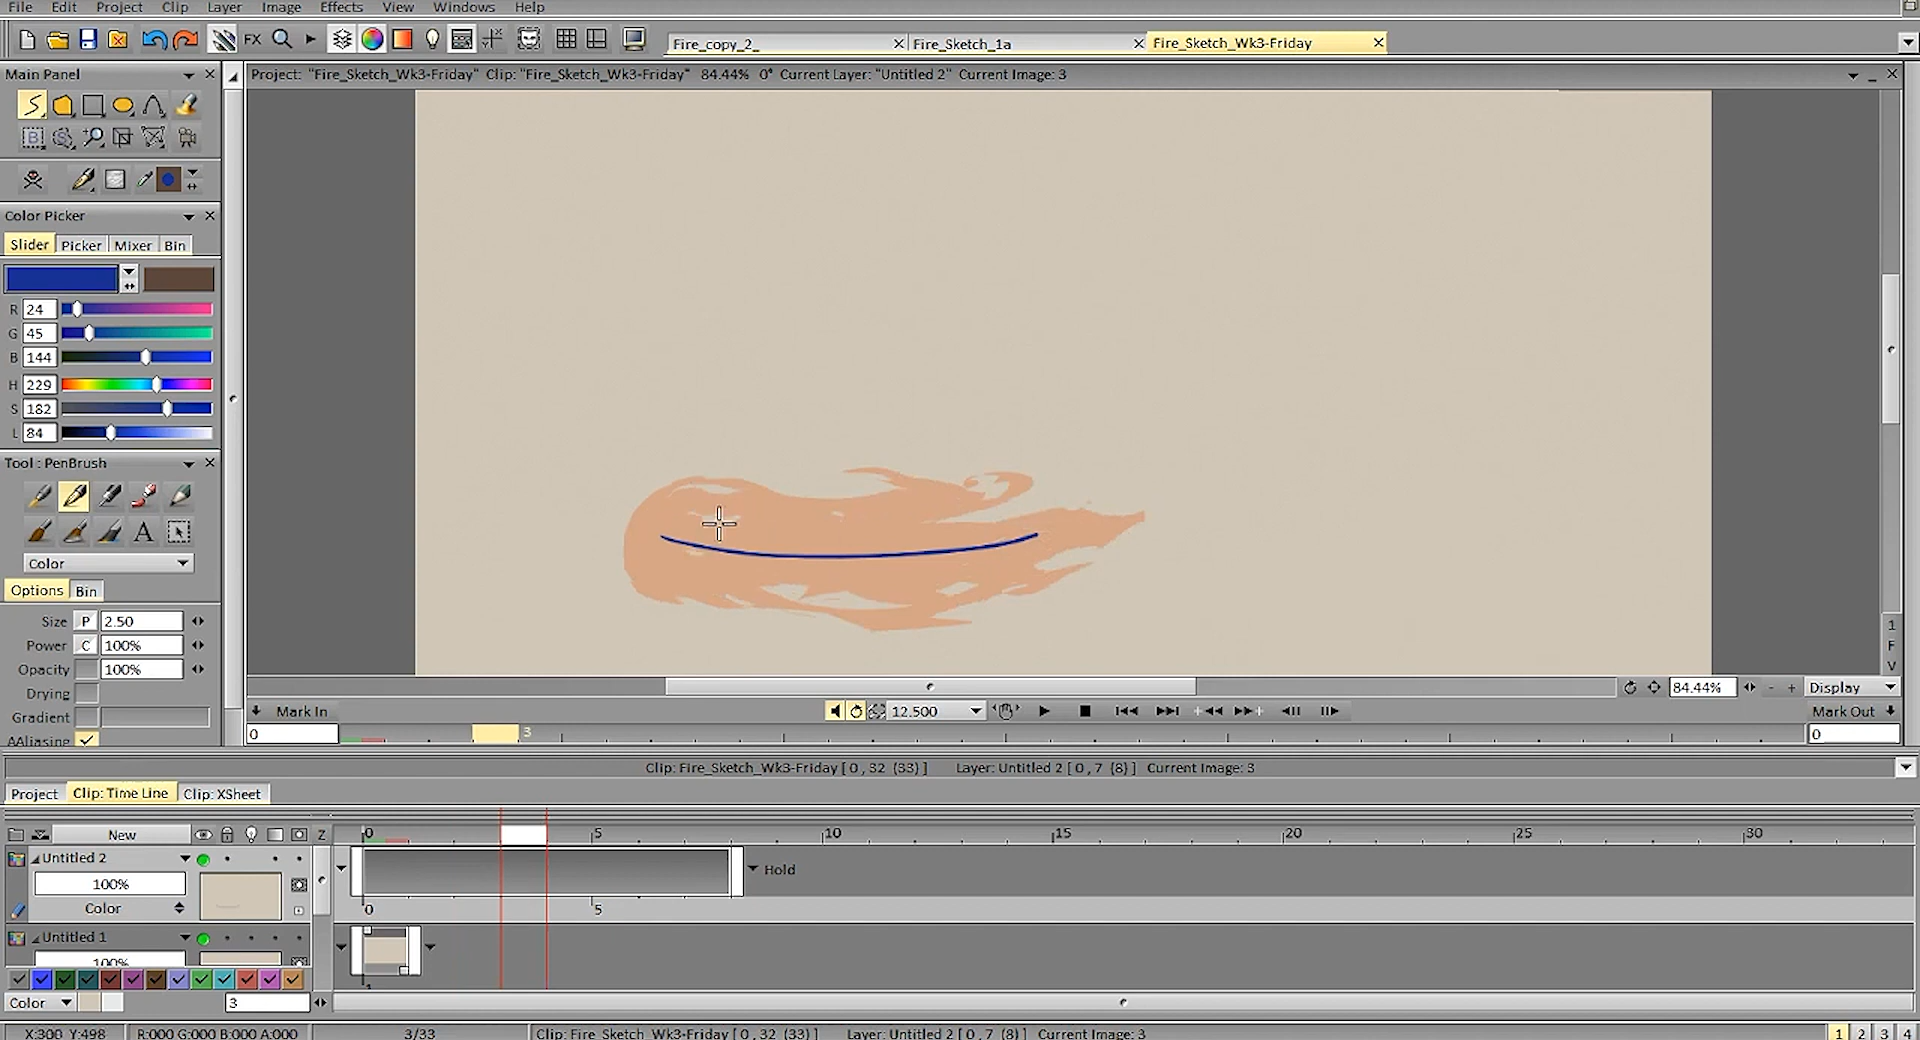 File Edit Project Clip Layer Image Effects View Windows Help
FX Fire_copy_2_ Fire_Sketch_1a Fire_Sketch_Wk3-Friday
Main Panel
Project: "Fire_Sketch_Wk3-Friday" Clip: "Fire_Sketch_Wk3-Friday" 84.44% 0° Current Layer: "Untitled 2" Current Image: 3
Color Picker
Slider Picker Mixer Bin
R 24
G 45
B 144
H 229
S 182
L 84
Tool : PenBrush
A
Color
Options Bin
Size P 2.50
Power C 100%
Opacity 100%
Drying
Gradient
AAliasing
1
F
V
84.44% - + Display
Mark In 12.500 Mark Out
0 3 0
Clip: Fire_Sketch_Wk3-Friday [ 0 , 32 (33) ] Layer: Untitled 2 [ 0 , 7 (8) ] Current Image: 3
Project Clip: Time Line Clip: XSheet
New Z 0 5 10 15 20 25 30
Untitled 2
100% Hold
Color 0 5
Untitled 1
100%
1
Color 3
X:300 Y:498 R:000 G:000 B:000 A:000 3/33 Clip: Fire_Sketch_Wk3-Friday [ 0 , 32 (33) ] Layer: Untitled 2 [ 0 , 7 (8) ] Current Image: 3 1 2 3 4